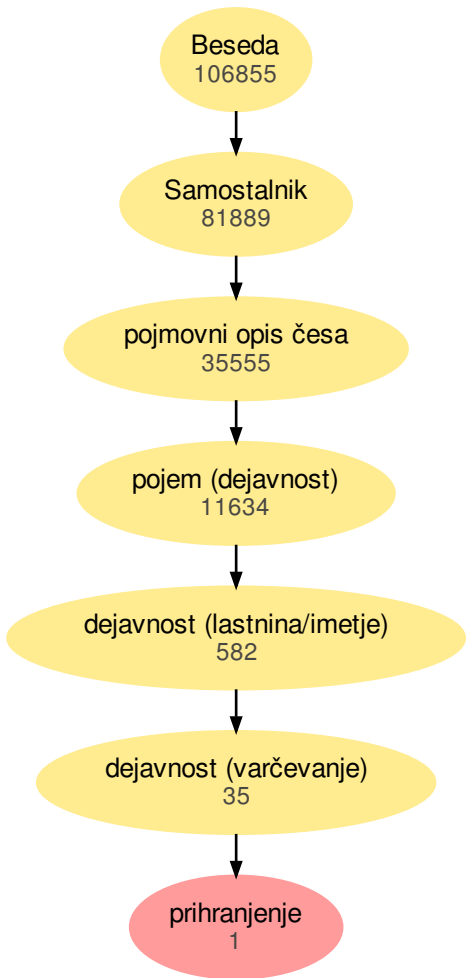 Beseda
106855
Samostalnik
81889
pojmovni opis česa
35555
pojem (dejavnost)
11634
dejavnost (lastnina/imetje)
582
dejavnost (varčevanje)
35
prihranjenje
1